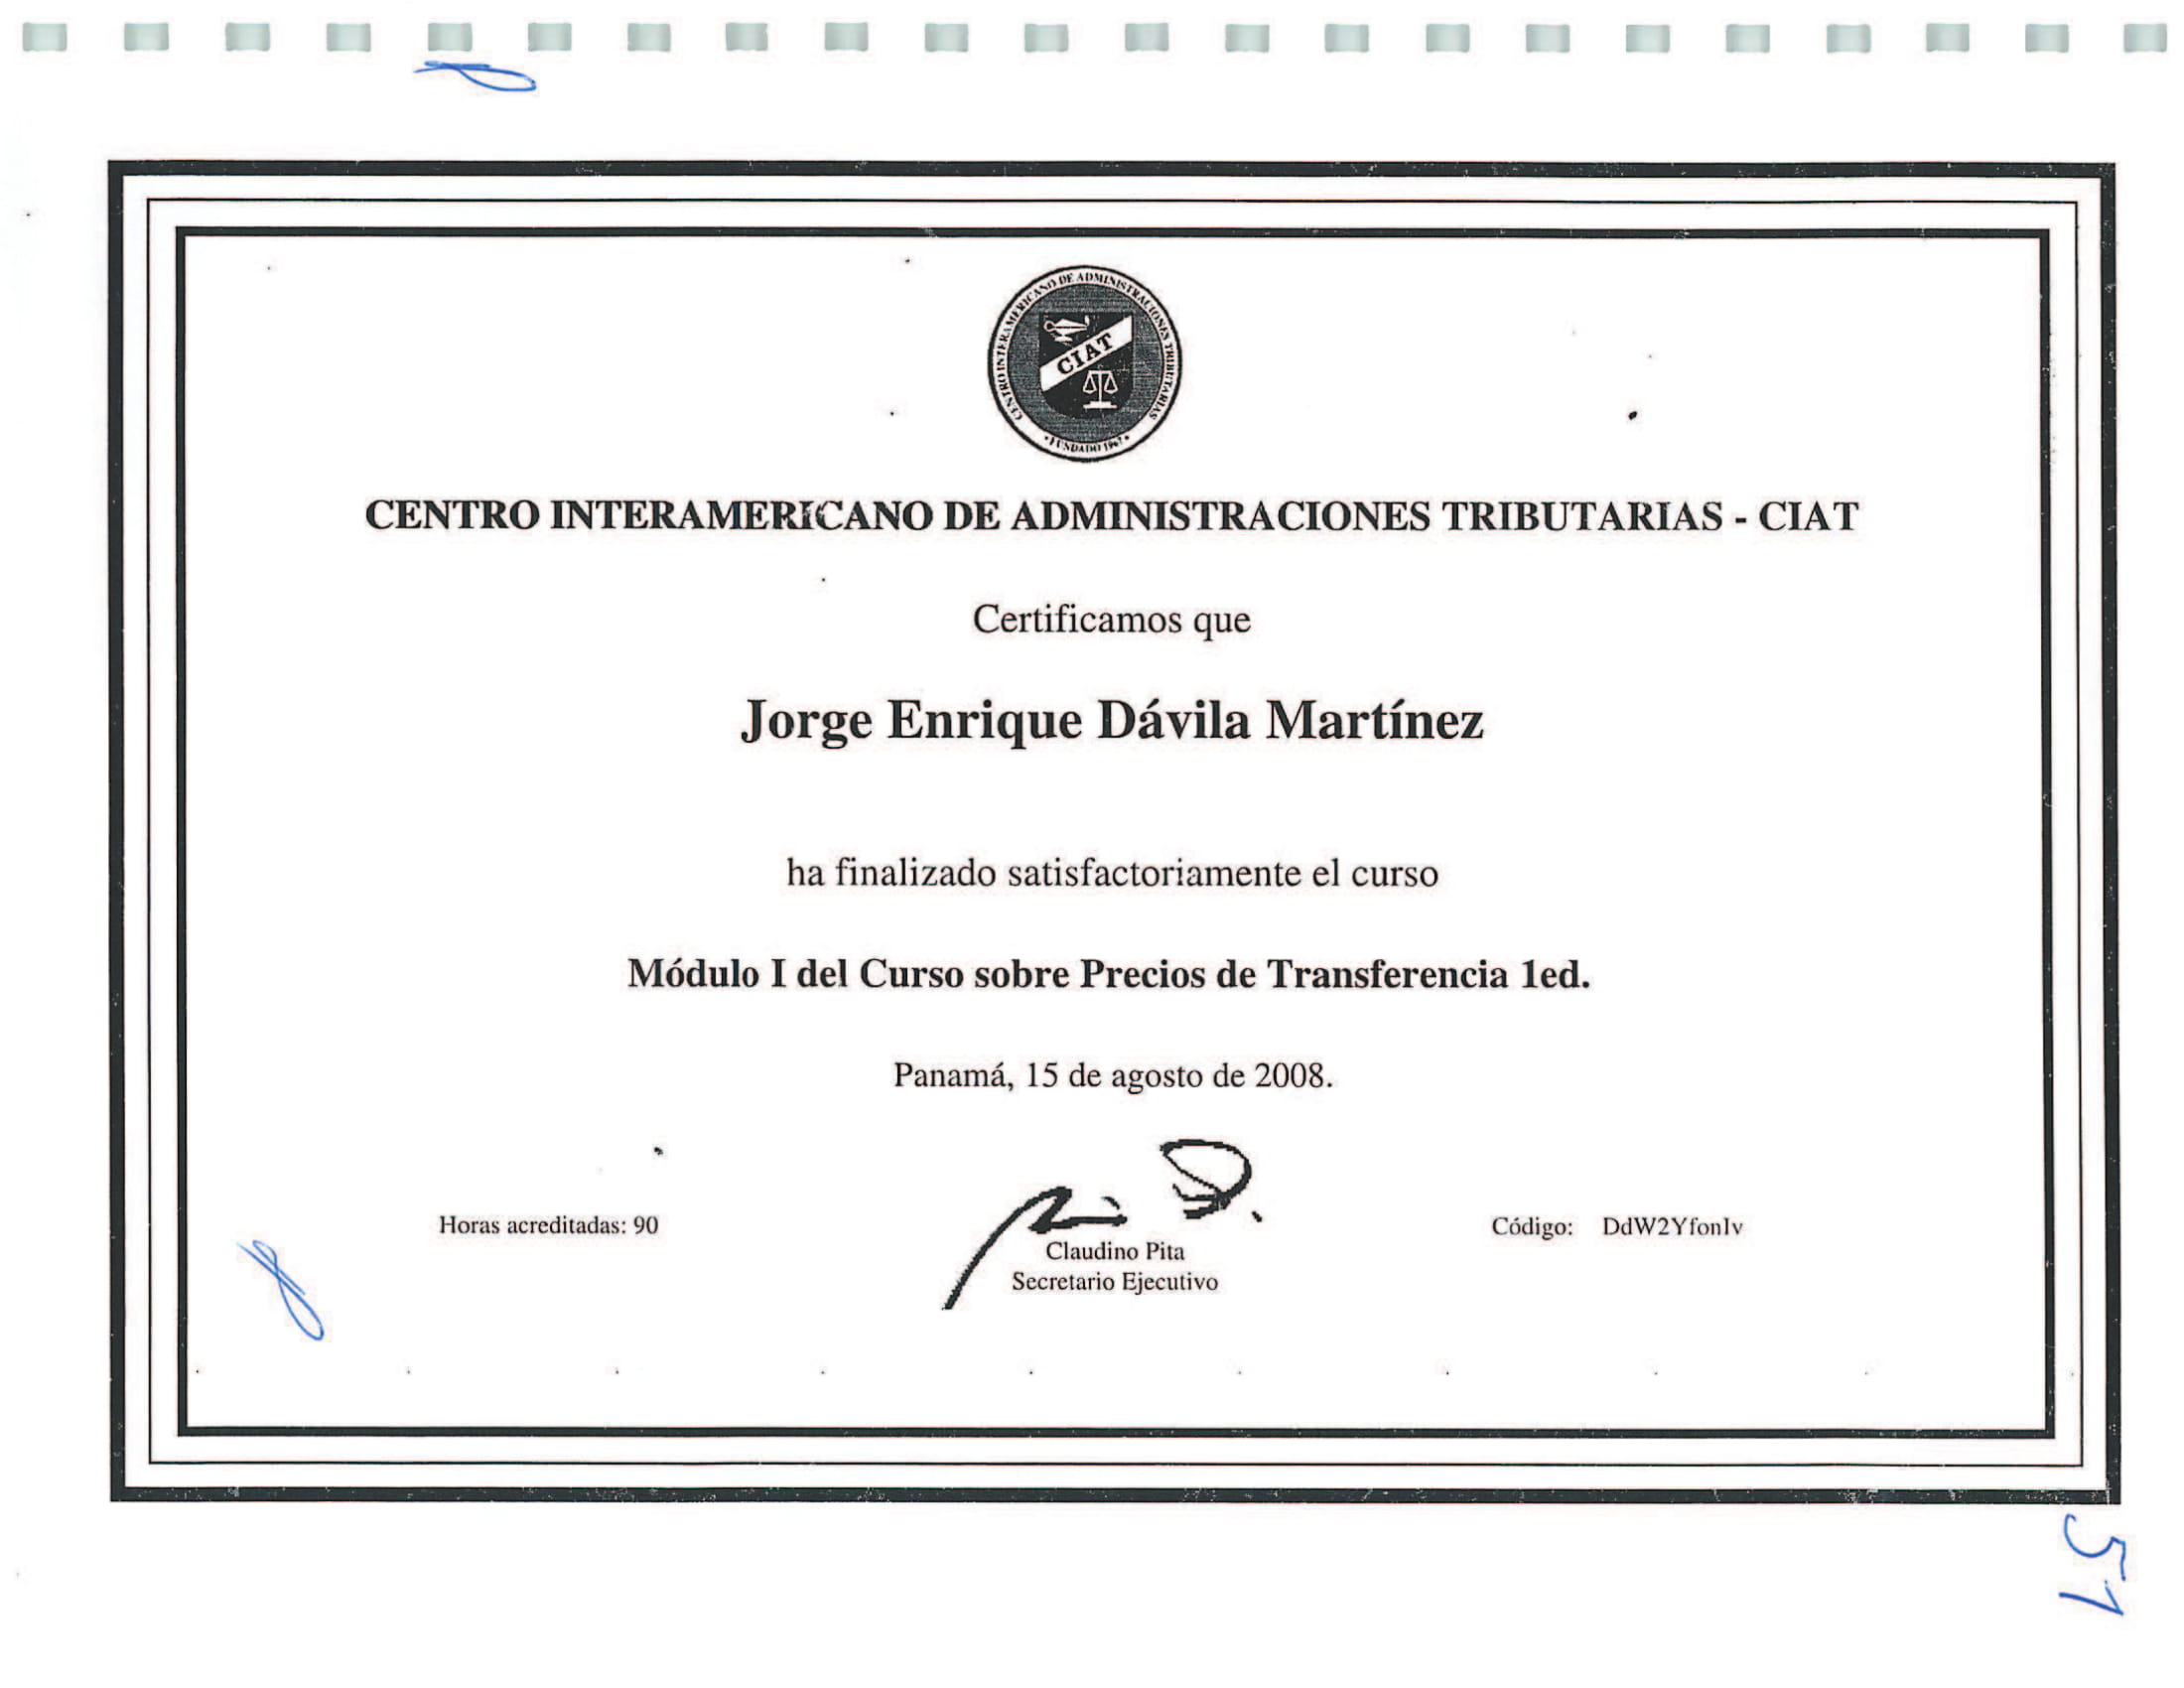 CENTRO INTERAMERICANO DE ADMINISTRACIONES TRIBUTARIAS
CIAT
• FUNDADO 1967 •
CENTRO INTERAMERICANO DE ADMINISTRACIONES TRIBUTARIAS - CIAT
Certificamos que
Jorge Enrique Dávila Martínez
ha finalizado satisfactoriamente el curso
Módulo I del Curso sobre Precios de Transferencia 1ed.
Panamá, 15 de agosto de 2008.
Horas acreditadas: 90
Claudino Pita
Secretario Ejecutivo
Código: DdW2YfonIv
51